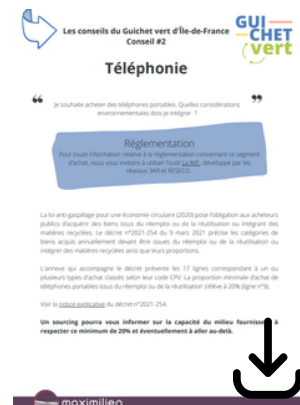 Les conseils du Guichet vert d'Île-de-France
Conseil #2
GUI
CHET
vert
Téléphonie
“ Je souhaite acheter des téléphones portables. Quelles considérations ”
environnementales dois-je intégrer ?
Réglementation
Pour toute information relative à la réglementation concernant ce segment
d'achat, nous vous invitons à utiliser l'outil La Clé, développé par les
réseaux 3AR et RESECO.
La loi anti-gaspillage pour une économie circulaire (2020) pose l'obligation aux acheteurs
publics d'acquérir des biens issus du réemploi ou de la réutilisation ou intégrant des
matières recyclées. Le décret n°2021-254 du 9 mars 2021 précise les catégories de
biens acquis annuellement devant être issues du réemploi ou de la réutilisation ou
intégrer des matières recyclées ainsi que leurs proportions.
L'annexe qui accompagne le décret présente les 17 lignes correspondant à un ou
plusieurs types d'achat classés selon leur code CPV. La proportion minimale d'achat de
téléphones portables issus du réemploi ou de la réutilisation s'élève à 20% (ligne n°9).
Voir la notice explicative du décret n°2021-254.
Un sourcing pourra vous informer sur la capacité du milieu fournisseur à
respecter ce minimum de 20% et éventuellement à aller au-delà.
maximilien